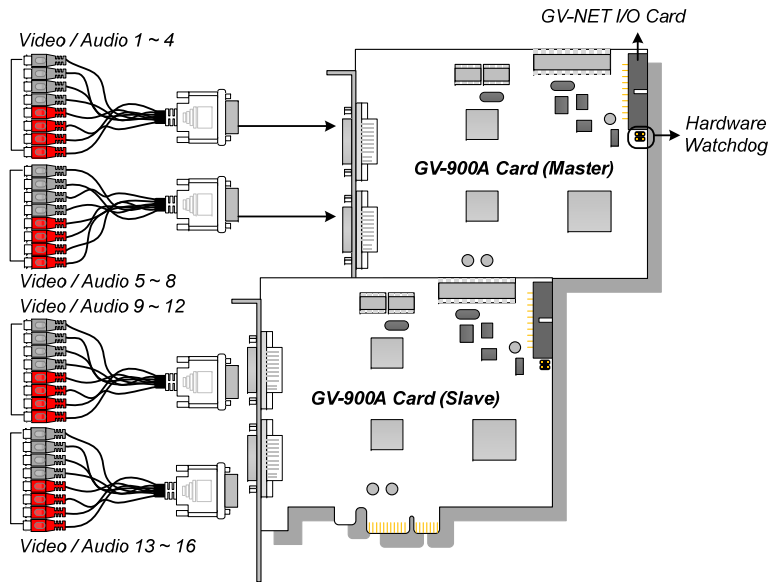 GV-NET I/O Card
Video / Audio 1 ~ 4
Hardware
Watchdog
GV-900A Card (Master)
Video / Audio 5 ~ 8
Video / Audio 9 ~ 12
GV-900A Card (Slave)
Video / Audio 13 ~ 16